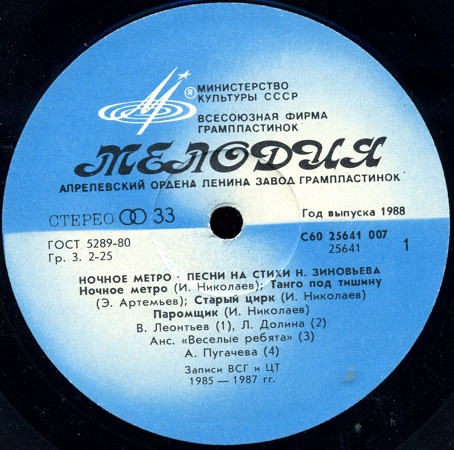 ®
МИНИСТЕРСТВО
КУЛЬТУРЫ СССР
ВСЕСОЮЗНАЯ ФИРМА
ГРАМПЛАСТИНОК
МЕЛОДИЯ
АПРЕЛЕВСКИЙ ОРДЕНА ЛЕНИНА ЗАВОД ГРАМПЛАСТИНОК
СТЕРЕО 33
Год выпуска 1988
ГОСТ 5289-80
С60 25641 007
Гр. 3. 2-25
25641
1
НОЧНОЕ МЕТРО · ПЕСНИ НА СТИХИ Н. ЗИНОВЬЕВА
Ночное метро (И. Николаев); Танго под тишину
(Э. Артемьев); Старый цирк (И. Николаев)
Паромщик (И. Николаев)
В. Леонтьев (1), Л. Долина (2)
Анс. «Веселые ребята» (3)
А. Пугачева (4)
Записи ВСГ и ЦТ
1985 — 1987 гг.